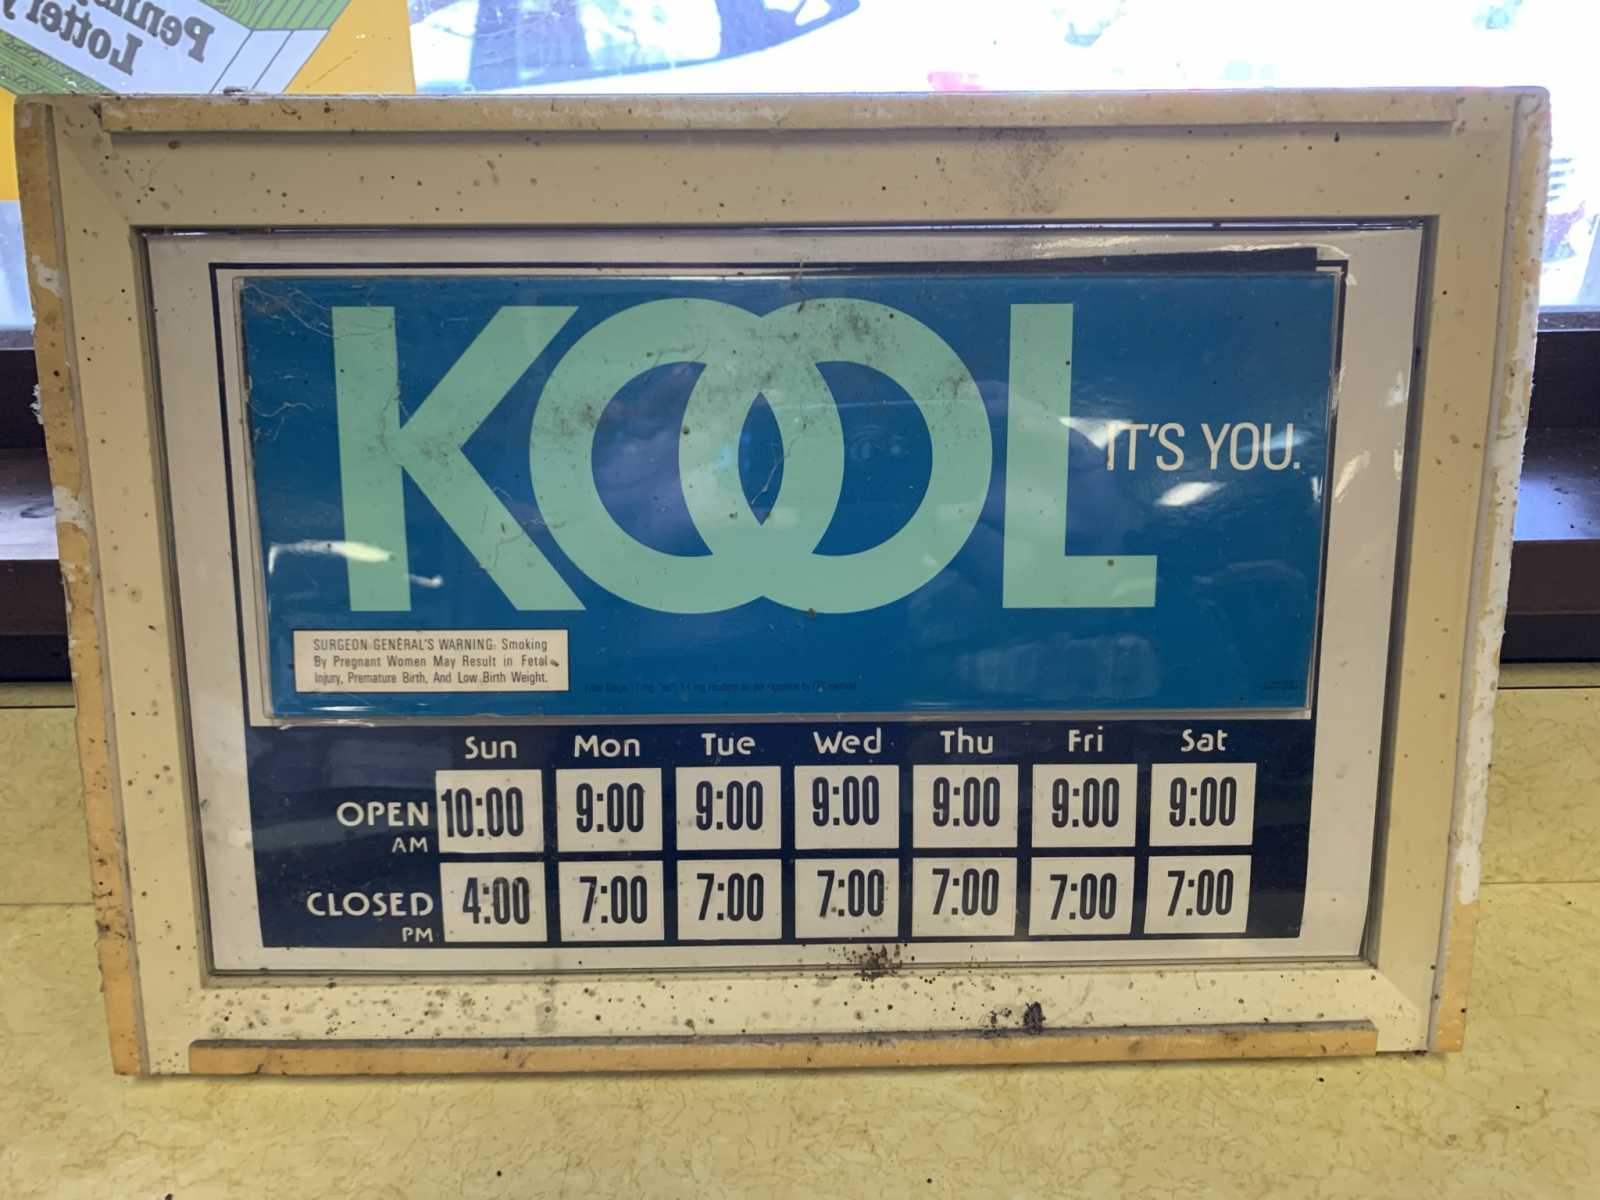 Lottery
KOOL
IT'S YOU.
SURGEON GENERAL'S WARNING: Smoking
By Pregnant Women May Result in Fetal
Injury, Premature Birth, And Low Birth Weight.
Sun Mon Tue Wed Thu Fri Sat
OPEN 10:00 9:00 9:00 9:00 9:00 9:00 9:00
AM
CLOSED 4:00 7:00 7:00 7:00 7:00 7:00 7:00
PM